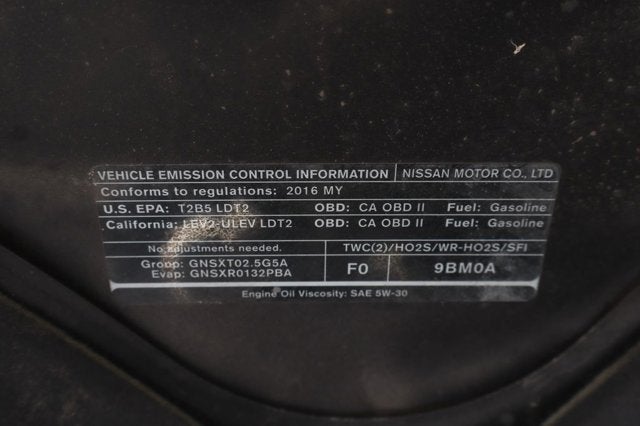 VEHICLE EMISSION CONTROL INFORMATION NISSAN MOTOR CO., LTD
Conforms to regulations: 2016 MY
U.S. EPA: T2B5 LDT2 OBD: CA OBD II Fuel: Gasoline
California: LEV2-ULEV LDT2 OBD: CA OBD II Fuel: Gasoline
No adjustments needed. TWC(2)/HO2S/WR-HO2S/SFI
Group: GNSXT02.5G5A
Evap: GNSXR0132PBA F0 9BM0A
Engine Oil Viscosity: SAE 5W-30